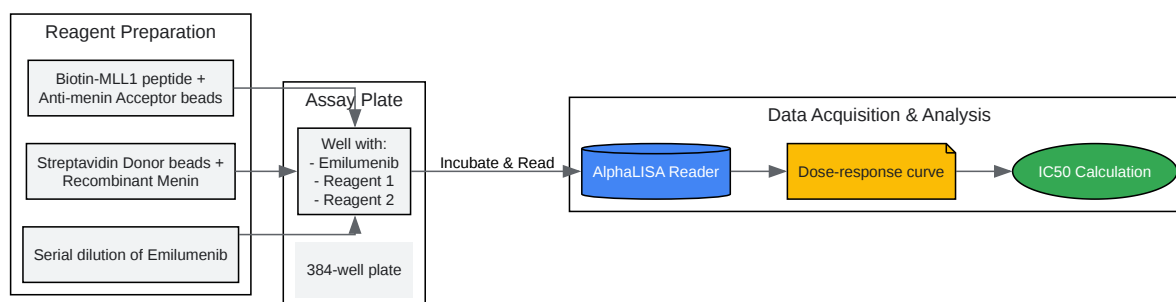 Reagent Preparation
Biotin-MLL1 peptide +
Anti-menin Acceptor beads
Streptavidin Donor beads +
Recombinant Menin
Serial dilution of Emilumenib
Assay Plate
Well with:
- Emilumenib
- Reagent 1
- Reagent 2
384-well plate
Incubate & Read
Data Acquisition & Analysis
AlphaLISA Reader
Dose-response curve
IC50 Calculation